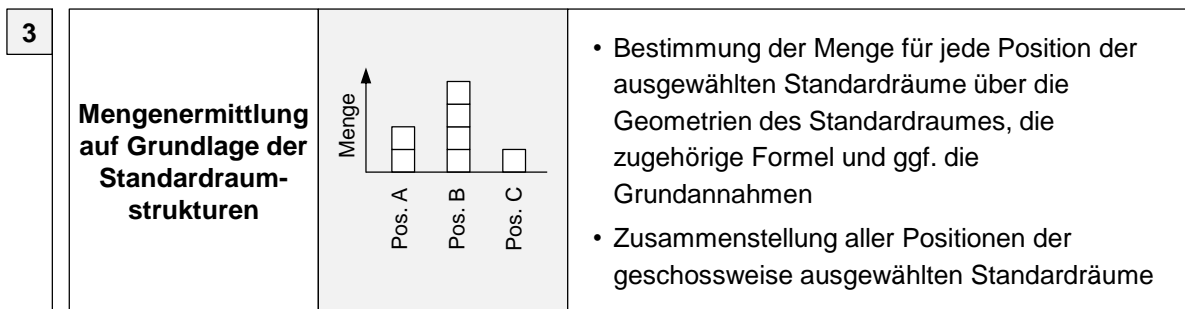 3
Mengenermittlung
auf Grundlage der
Standardraum-
strukturen
Menge
Pos. A
Pos. B
Pos. C
• Bestimmung der Menge für jede Position der
ausgewählten Standardräume über die
Geometrien des Standardraumes, die
zugehörige Formel und ggf. die
Grundannahmen
• Zusammenstellung aller Positionen der
geschossweise ausgewählten Standardräume